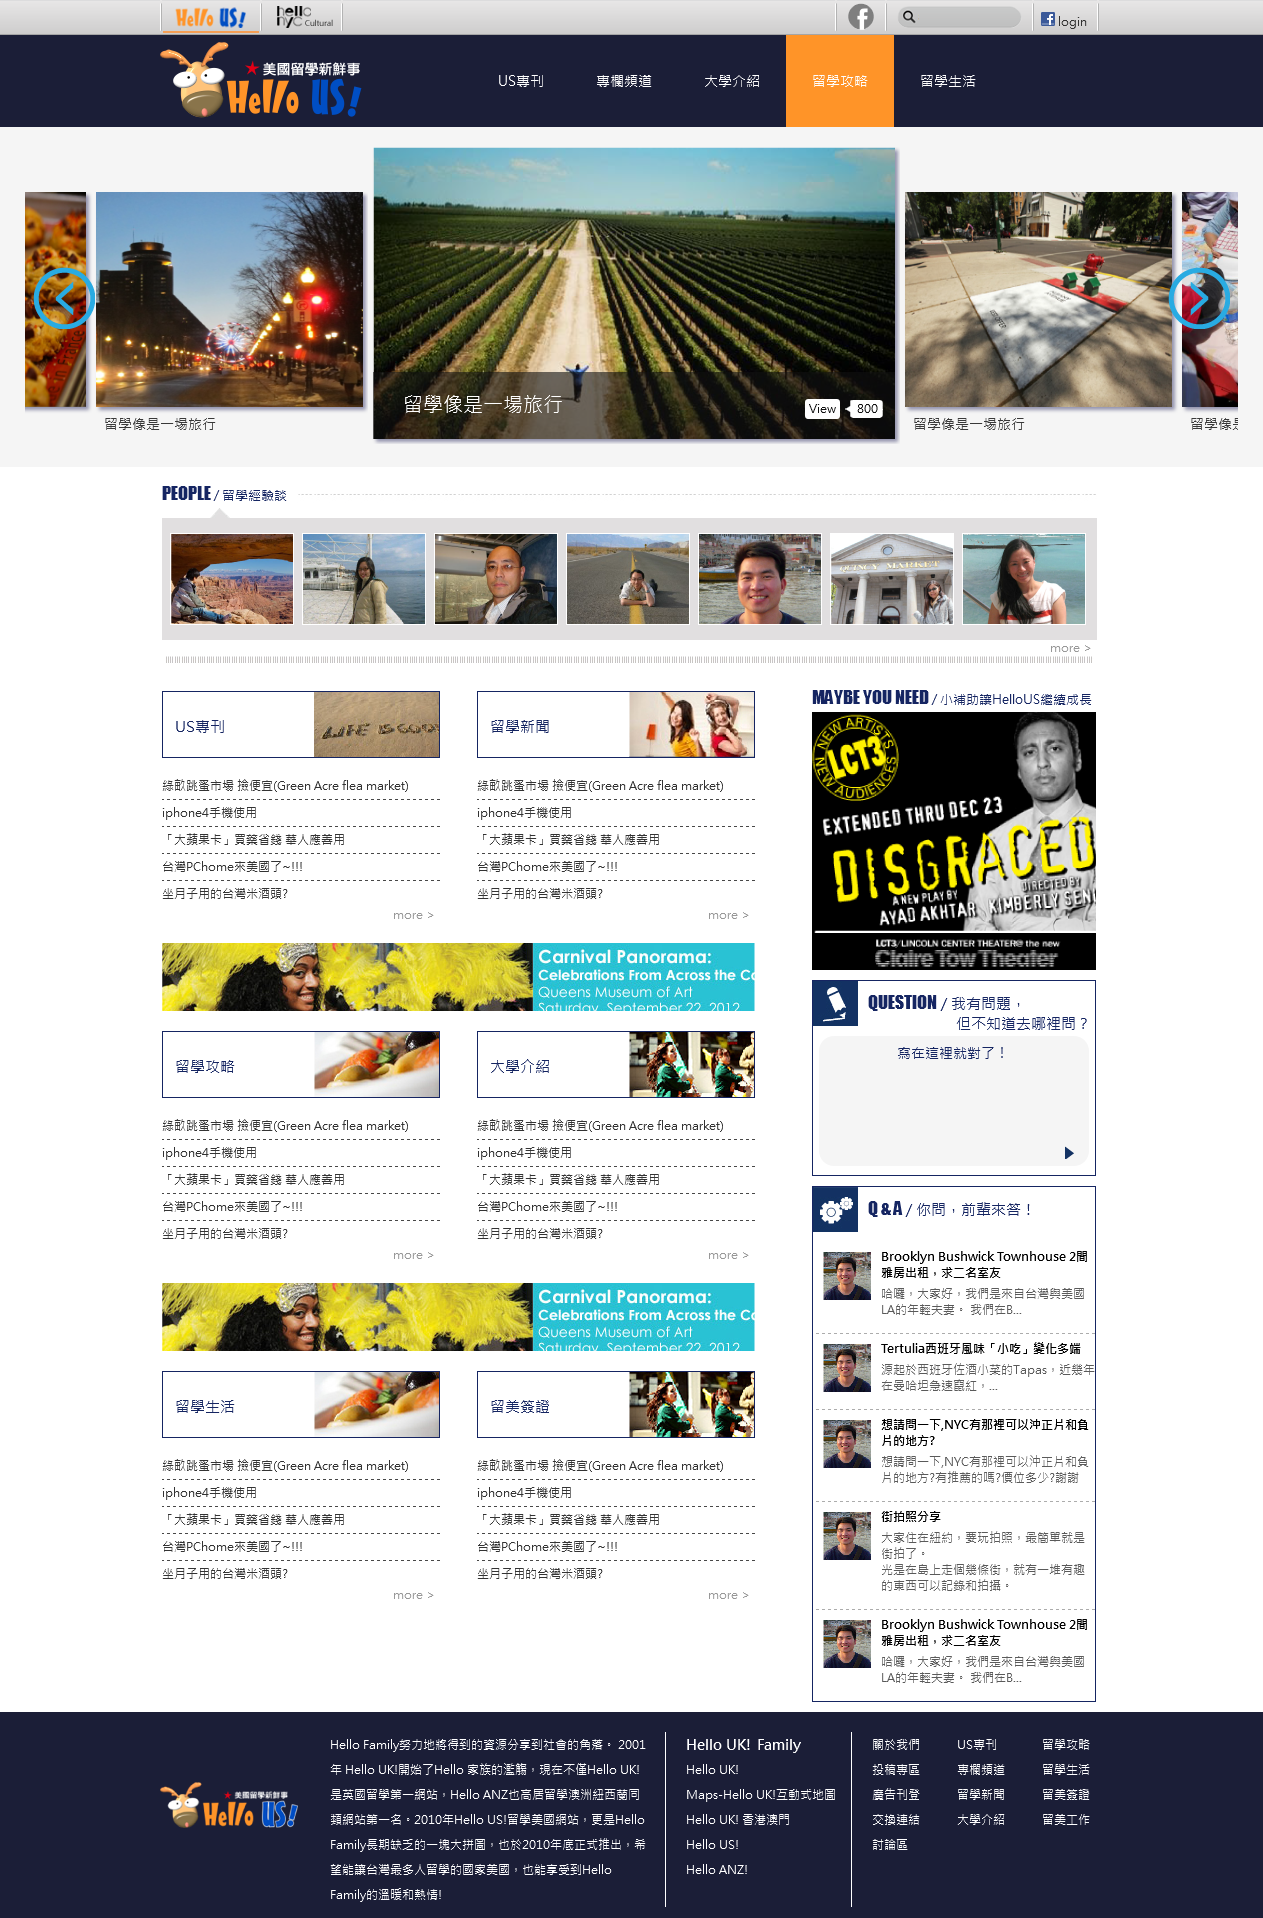 Hello US!
hello nyc Cultural
login
美國留學新鮮事
Hello US!
US專刊
專欄頻道
大學介紹
留學攻略
留學生活
留學像是一場旅行
View 800
留學像是一場旅行
留學像是一場旅行
留學像是
PEOPLE / 留學經驗談
QUINCY MARKET
more >
US專刊
LIFE IS GOOD
綠畝跳蚤市場 撿便宜(Green Acre flea market)
iphone4手機使用
「大蘋果卡」買藥省錢 華人應善用
台灣PChome來美國了~!!!
坐月子用的台灣米酒頭?
more >
留學新聞
綠畝跳蚤市場 撿便宜(Green Acre flea market)
iphone4手機使用
「大蘋果卡」買藥省錢 華人應善用
台灣PChome來美國了~!!!
坐月子用的台灣米酒頭?
more >
Carnival Panorama:
Celebrations From Across the Co
Queens Museum of Art
Saturday, September 22, 2012
留學攻略
綠畝跳蚤市場 撿便宜(Green Acre flea market)
iphone4手機使用
「大蘋果卡」買藥省錢 華人應善用
台灣PChome來美國了~!!!
坐月子用的台灣米酒頭?
more >
大學介紹
綠畝跳蚤市場 撿便宜(Green Acre flea market)
iphone4手機使用
「大蘋果卡」買藥省錢 華人應善用
台灣PChome來美國了~!!!
坐月子用的台灣米酒頭?
more >
Carnival Panorama:
Celebrations From Across the Co
Queens Museum of Art
Saturday, September 22, 2012
留學生活
綠畝跳蚤市場 撿便宜(Green Acre flea market)
iphone4手機使用
「大蘋果卡」買藥省錢 華人應善用
台灣PChome來美國了~!!!
坐月子用的台灣米酒頭?
more >
留美簽證
綠畝跳蚤市場 撿便宜(Green Acre flea market)
iphone4手機使用
「大蘋果卡」買藥省錢 華人應善用
台灣PChome來美國了~!!!
坐月子用的台灣米酒頭?
more >
MAYBE YOU NEED / 小補助讓HelloUS繼續成長
NEW ARTISTS
LCT3
NEW AUDIENCES
EXTENDED THRU DEC 23
DISGRACED
A NEW PLAY BY
AYAD AKHTAR
DIRECTED BY
KIMBERLY SENI
LCT3/LINCOLN CENTER THEATER@ the new
Claire Tow Theater
QUESTION / 我有問題，
但不知道去哪裡問？
寫在這裡就對了！
Q & A / 你問，前輩來答！
Brooklyn Bushwick Townhouse 2間
雅房出租，求二名室友
哈囉，大家好，我們是來自台灣與美國
LA的年輕夫妻。 我們在B...
Tertulia西班牙風味「小吃」變化多端
源起於西班牙佐酒小菜的Tapas，近幾年
在曼哈坦急速竄紅，...
想請問一下,NYC有那裡可以沖正片和負
片的地方?
想請問一下,NYC有那裡可以沖正片和負
片的地方?有推薦的嗎?價位多少?謝謝
街拍照分享
大家住在紐約，要玩拍照，最簡單就是
街拍了。
光是在島上走個幾條街，就有一堆有趣
的東西可以記錄和拍攝。
Brooklyn Bushwick Townhouse 2間
雅房出租，求二名室友
哈囉，大家好，我們是來自台灣與美國
LA的年輕夫妻。 我們在B...
美國留學新鮮事
Hello US!
Hello Family努力地將得到的資源分享到社會的角落。 2001
年 Hello UK!開始了Hello 家族的濫觴，現在不僅Hello UK!
是英國留學第一網站，Hello ANZ也高居留學澳洲紐西蘭同
類網站第一名。2010年Hello US!留學美國網站，更是Hello
Family長期缺乏的一塊大拼圖，也於2010年底正式推出，希
望能讓台灣最多人留學的國家美國，也能享受到Hello
Family的溫暖和熱情!
Hello UK! Family
Hello UK!
Maps-Hello UK!互動式地圖
Hello UK! 香港澳門
Hello US!
Hello ANZ!
關於我們
投稿專區
廣告刊登
交換連結
討論區
US專刊
專欄頻道
留學新聞
大學介紹
留學攻略
留學生活
留美簽證
留美工作